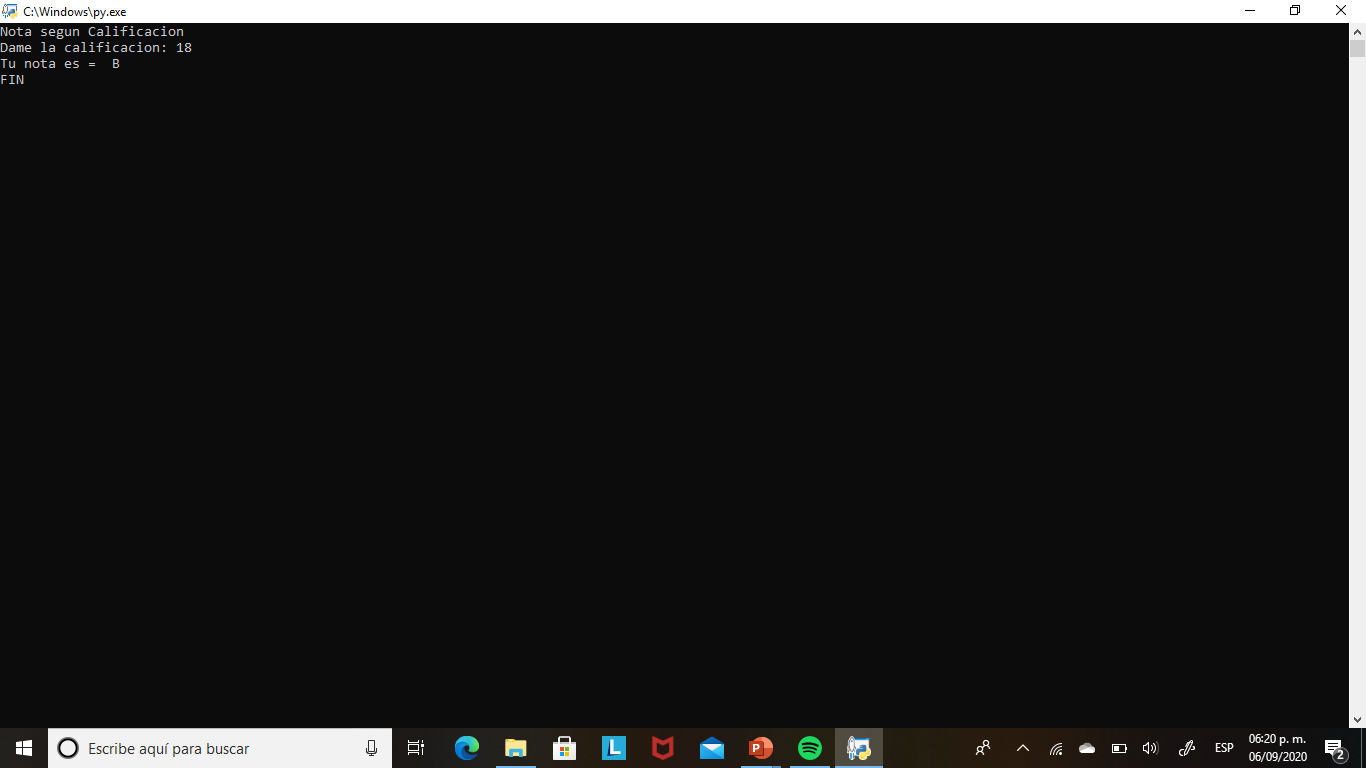 C:\Windows\py.exe
Nota segun Calificacion
Dame la calificacion: 18
Tu nota es =  B
FIN
Escribe aquí para buscar
L
P
ESP
06:20 p. m.
06/09/2020
2